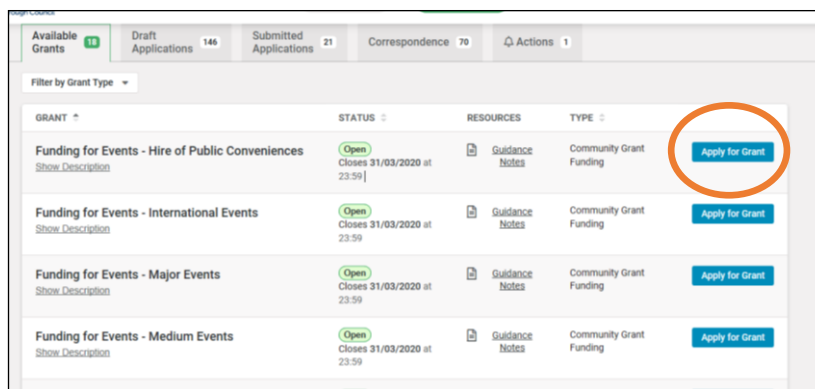 ough Council
Available Grants 18
Draft Applications 146
Submitted Applications 21
Correspondence 70
Actions 1
Filter by Grant Type
GRANT STATUS RESOURCES TYPE
Funding for Events - Hire of Public Conveniences
Show Description
Open
Closes 31/03/2020 at
23:59
Guidance
Notes
Community Grant
Funding
Apply for Grant
Funding for Events - International Events
Show Description
Open
Closes 31/03/2020 at
23:59
Guidance
Notes
Community Grant
Funding
Apply for Grant
Funding for Events - Major Events
Show Description
Open
Closes 31/03/2020 at
23:59
Guidance
Notes
Community Grant
Funding
Apply for Grant
Funding for Events - Medium Events
Show Description
Open
Closes 31/03/2020 at
23:59
Guidance
Notes
Community Grant
Funding
Apply for Grant